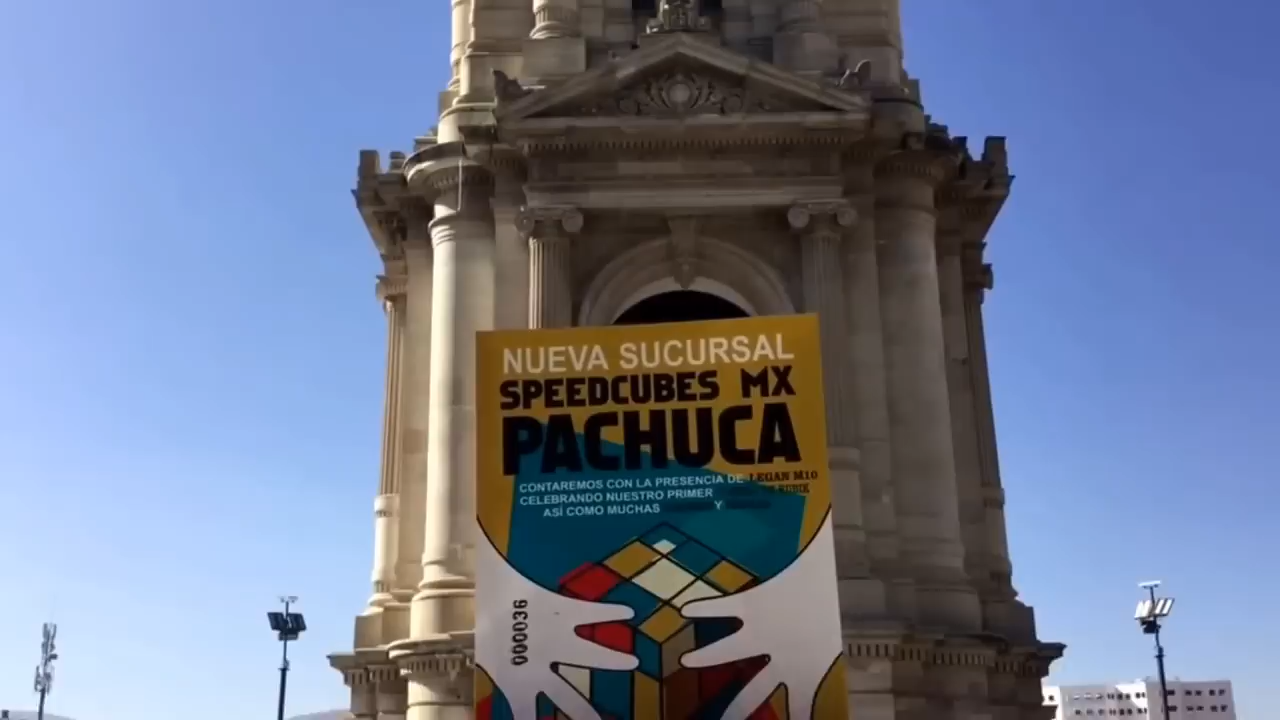 NUEVA SUCURSAL
SPEEDCUBES MX
PACHUCA
CONTAREMOS CON LA PRESENCIA DE LEGAN M10
CELEBRANDO NUESTRO PRIMER
ASÍ COMO MUCHAS Y
000036